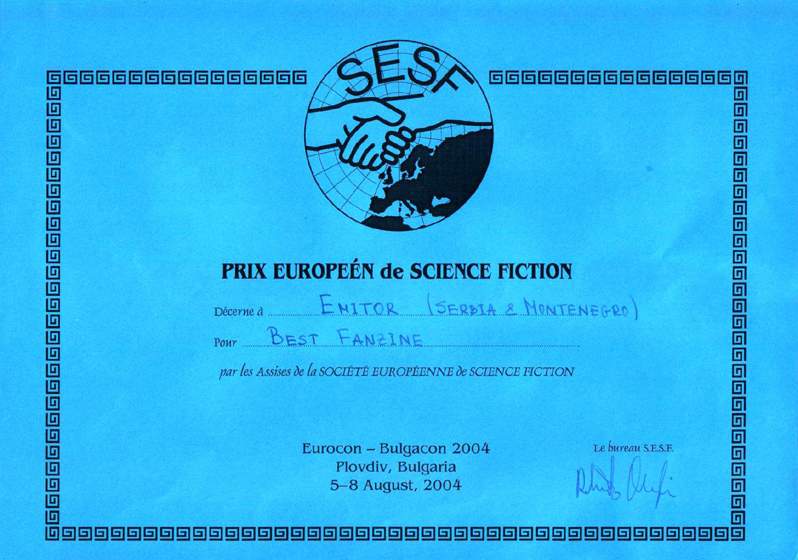 SESF
PRIX EUROPEÉN de SCIENCE FICTION
Décerne à EMITOR (SERBIA & MONTENEGRO)
Pour BEST FANZINE
par les Assises de la SOCIÉTÉ EUROPÉENNE de SCIENCE FICTION
Eurocon – Bulgacon 2004
Plovdiv, Bulgaria
5–8 August, 2004
Le bureau S.E.S.F.